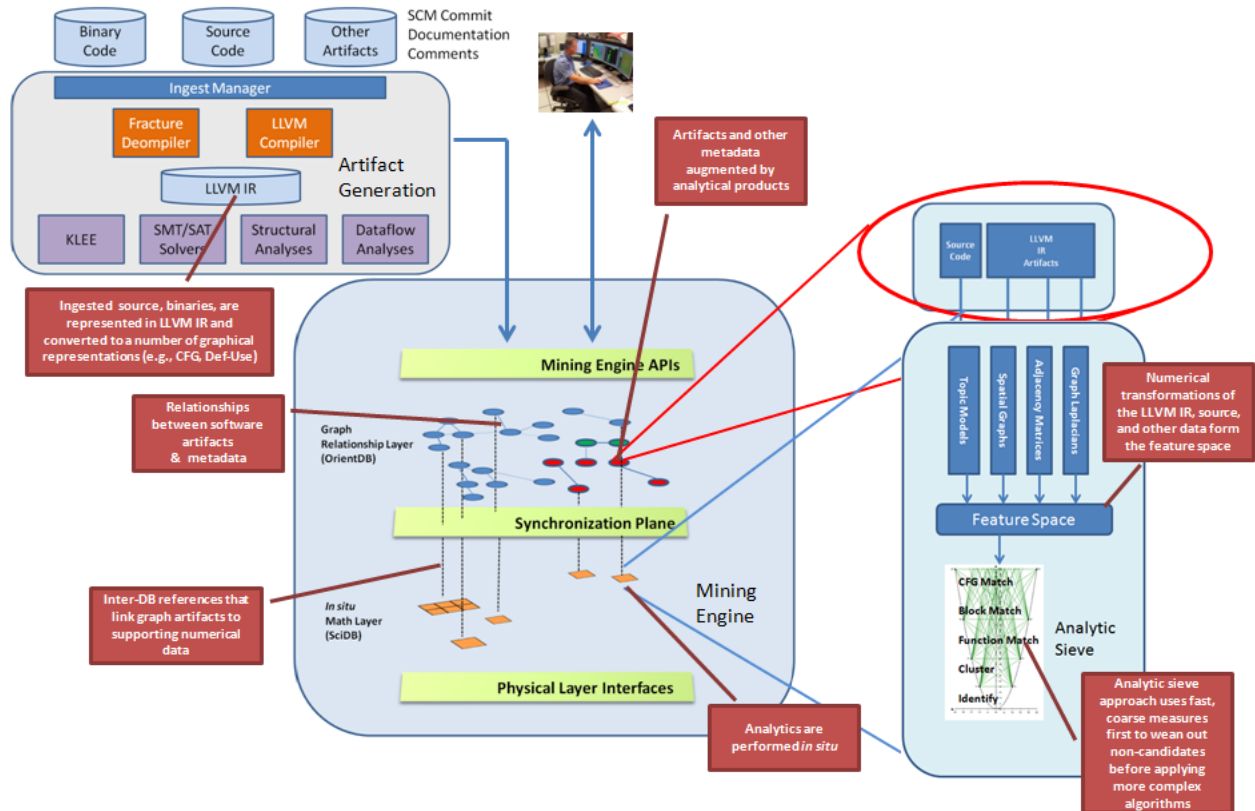 Binary
Code
Source
Code
Other
Artifacts
SCM Commit
Documentation
Comments
Ingest Manager
Fracture
Deompiler
LLVM
Compiler
Artifact
Generation
LLVM IR
KLEE
SMT/SAT
Solvers
Structural
Analyses
Dataflow
Analyses
Ingested source, binaries, are
represented in LLVM IR and
converted to a number of graphical
representations (e.g., CFG, Def-Use)
Artifacts and other
metadata
augmented by
analytical products
Source
Code
LLVM
IR
Artifacts
Mining Engine APIs
Relationships
between software
artifacts
& metadata
Graph
Relationship Layer
(OrientDB)
Synchronization Plane
Inter-DB references that
link graph artifacts to
supporting numerical
data
In situ
Math Layer
(SciDB)
Mining
Engine
Physical Layer Interfaces
Analytics are
performed in situ
Topic Models
Spatial Graphs
Adjacency Matrices
Graph Laplacians
Numerical
transformations of
the LLVM IR, source,
and other data form
the feature space
Feature Space
CFG Match
Block Match
Function Match
Cluster
Identify
Analytic
Sieve
Analytic sieve
approach uses fast,
coarse measures
first to wean out
non-candidates
before applying
more complex
algorithms